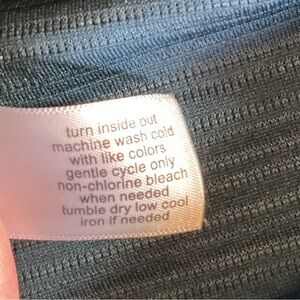 turn inside out
machine wash cold
with like colors
gentle cycle only
non-chlorine bleach
when needed
tumble dry low cool
iron if needed